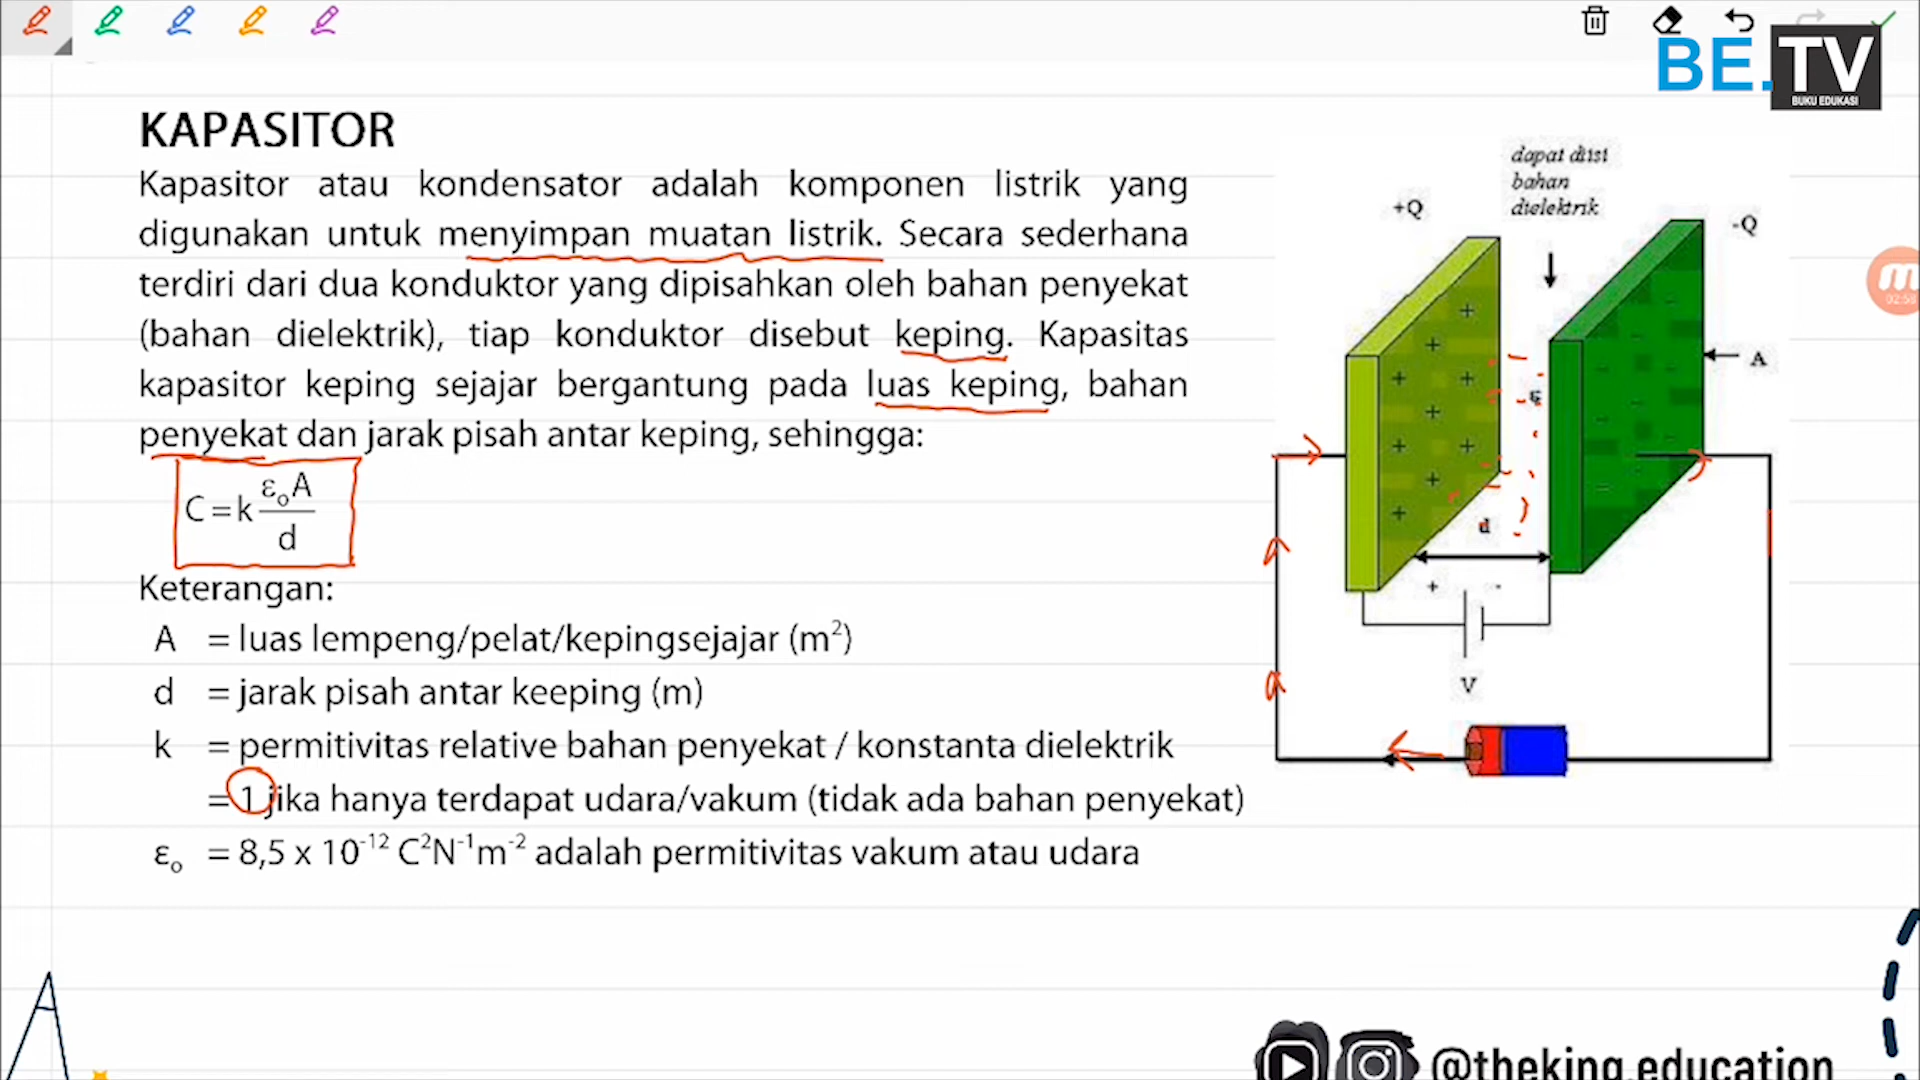 BE.TV
BUKU EDUKASI
KAPASITOR
Kapasitor atau kondensator adalah komponen listrik yang
digunakan untuk menyimpan muatan listrik. Secara sederhana
terdiri dari dua konduktor yang dipisahkan oleh bahan penyekat
(bahan dielektrik), tiap konduktor disebut keping. Kapasitas
kapasitor keping sejajar bergantung pada luas keping, bahan
penyekat dan jarak pisah antar keping, sehingga:
C = k ε₀A / d
Keterangan:
A = luas lempeng/pelat/kepingsejajar (m²)
d = jarak pisah antar keeping (m)
k = permitivitas relative bahan penyekat / konstanta dielektrik
= 1 jika hanya terdapat udara/vakum (tidak ada bahan penyekat)
ε₀ = 8,5 x 10⁻¹² C²N⁻¹m⁻² adalah permitivitas vakum atau udara
dapat diisi
bahan
dielektrik
+Q
-Q
A
ε
d
+ -
V
02:58
A
@theking.education